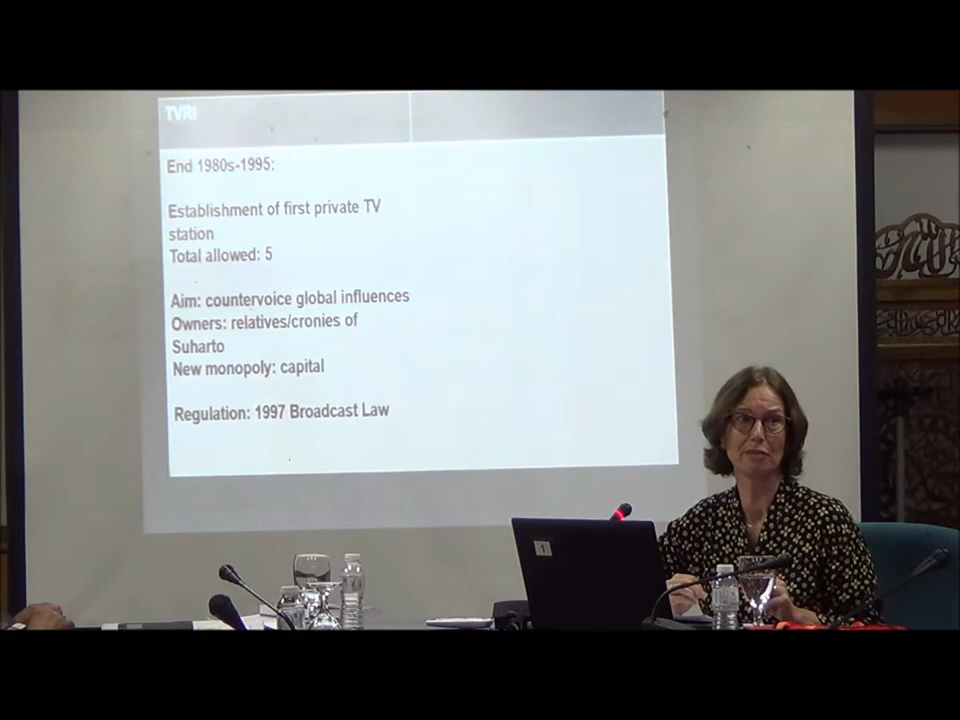 TVRI
End 1980s-1995:
Establishment of first private TV
station
Total allowed: 5
Aim: countervoice global influences
Owners: relatives/cronies of
Suharto
New monopoly: capital
Regulation: 1997 Broadcast Law
1